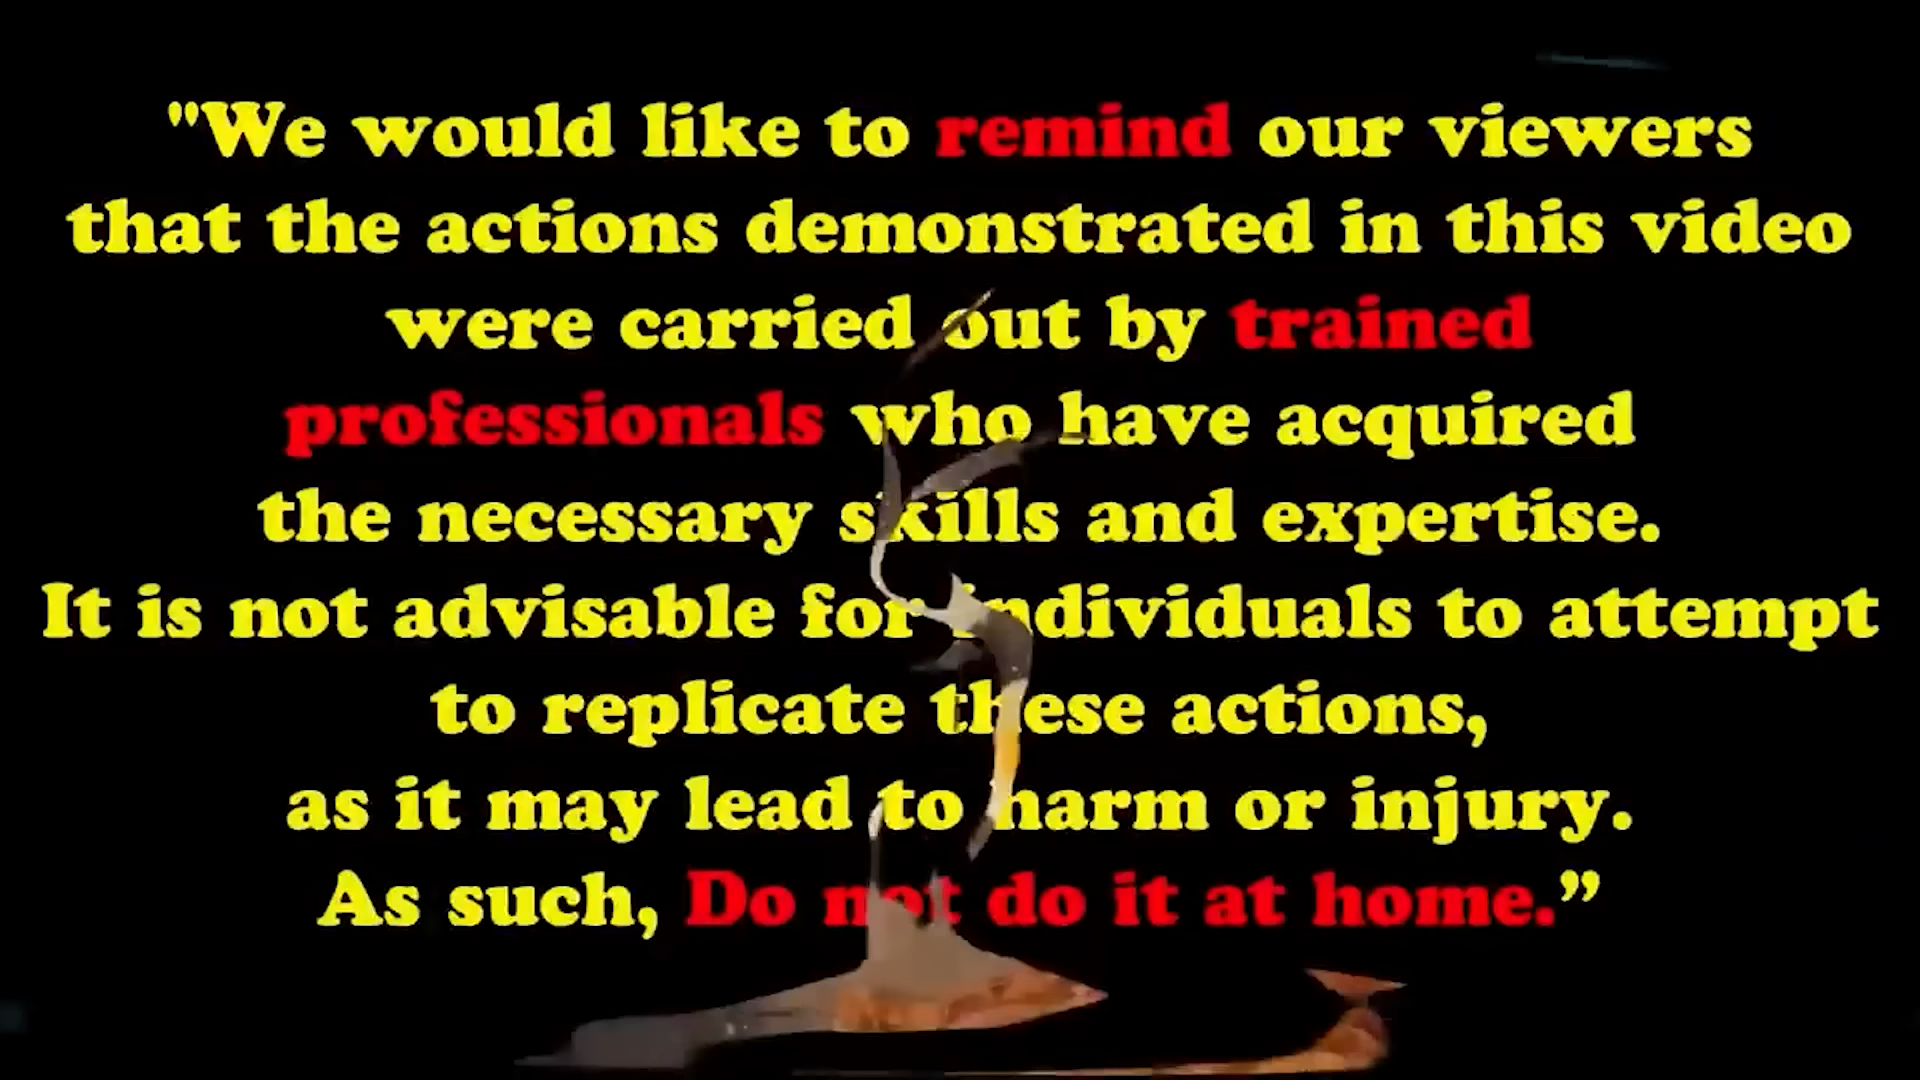 "We would like to remind our viewers
that the actions demonstrated in this video
were carried out by trained
professionals who have acquired
the necessary skills and expertise.
It is not advisable for individuals to attempt
to replicate these actions,
as it may lead to harm or injury.
As such, Do not do it at home.”